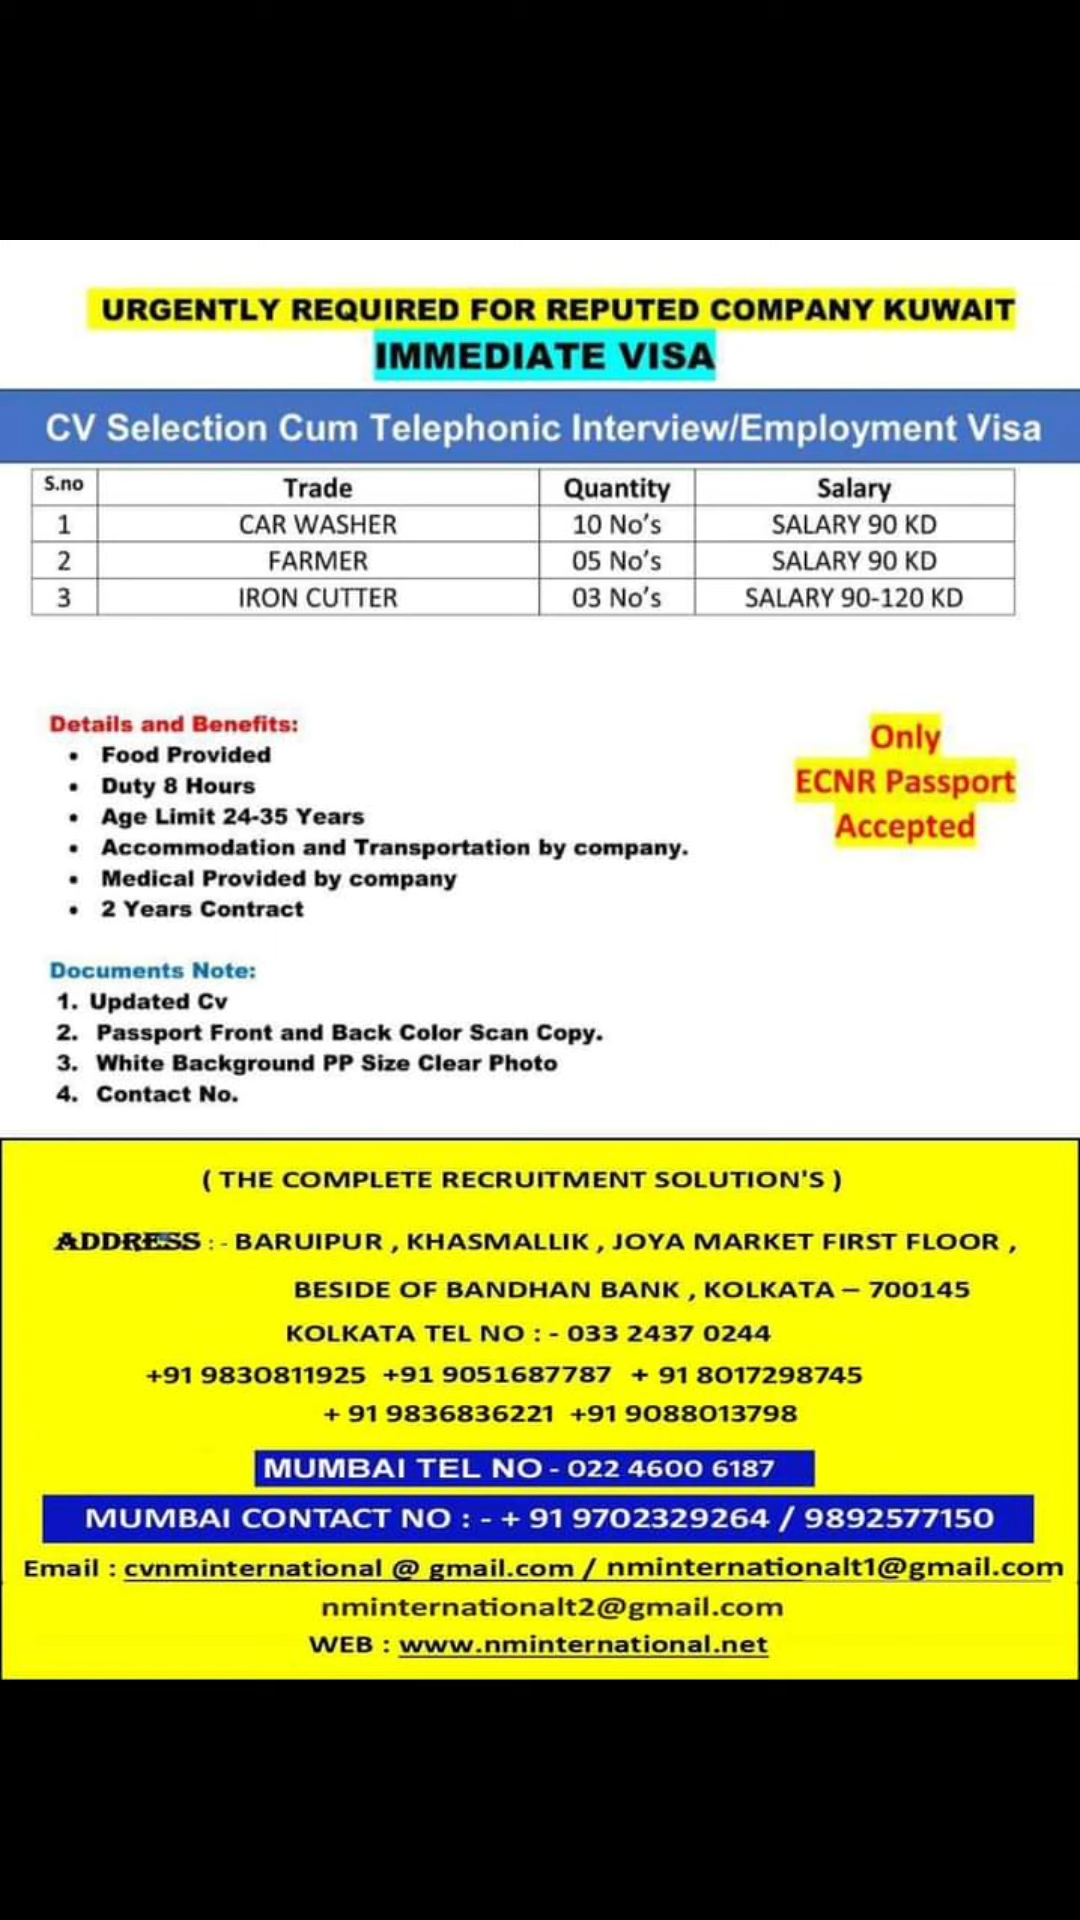 URGENTLY REQUIRED FOR REPUTED COMPANY KUWAIT
IMMEDIATE VISA
CV Selection Cum Telephonic Interview/Employment Visa
S.no Trade Quantity Salary
1 CAR WASHER 10 No's SALARY 90 KD
2 FARMER 05 No's SALARY 90 KD
3 IRON CUTTER 03 No's SALARY 90-120 KD
Details and Benefits:
• Food Provided
• Duty 8 Hours
• Age Limit 24-35 Years
• Accommodation and Transportation by company.
• Medical Provided by company
• 2 Years Contract
Only
ECNR Passport
Accepted
Documents Note:
1. Updated Cv
2. Passport Front and Back Color Scan Copy.
3. White Background PP Size Clear Photo
4. Contact No.
( THE COMPLETE RECRUITMENT SOLUTION'S )
ADDRESS : - BARUIPUR , KHASMALLIK , JOYA MARKET FIRST FLOOR ,
BESIDE OF BANDHAN BANK , KOLKATA – 700145
KOLKATA TEL NO : - 033 2437 0244
+91 9830811925 +91 9051687787 + 91 8017298745
+ 91 9836836221 +91 9088013798
MUMBAI TEL NO - 022 4600 6187
MUMBAI CONTACT NO : - + 91 9702329264 / 9892577150
Email : cvnminternational @ gmail.com / nminternationalt1@gmail.com
nminternationalt2@gmail.com
WEB : www.nminternational.net